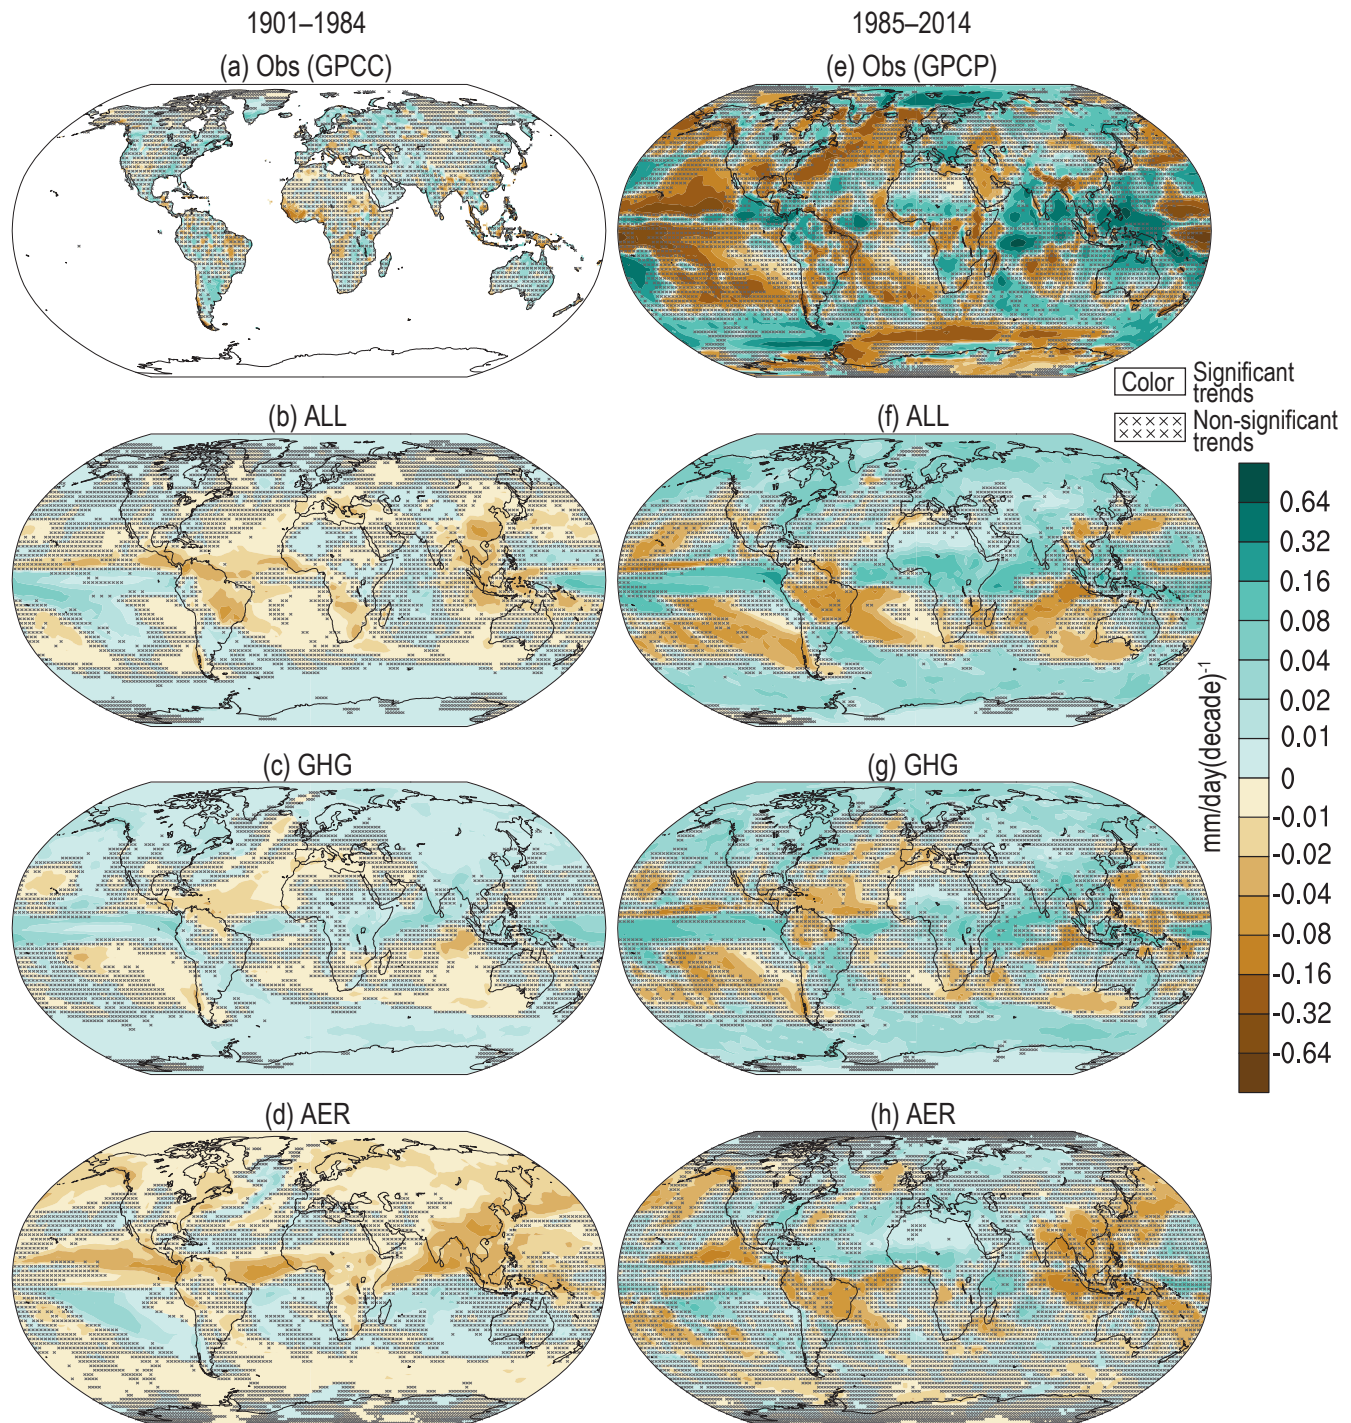 1901–1984
1985–2014
(a) Obs (GPCC)
(e) Obs (GPCP)
Color
Significant
trends
Non-significant
trends
(b) ALL
(f) ALL
0.64
0.32
0.16
0.08
0.04
0.02
0.01
0
-0.01
-0.02
-0.04
-0.08
-0.16
-0.32
-0.64
mm/day(decade)⁻¹
(c) GHG
(g) GHG
(d) AER
(h) AER